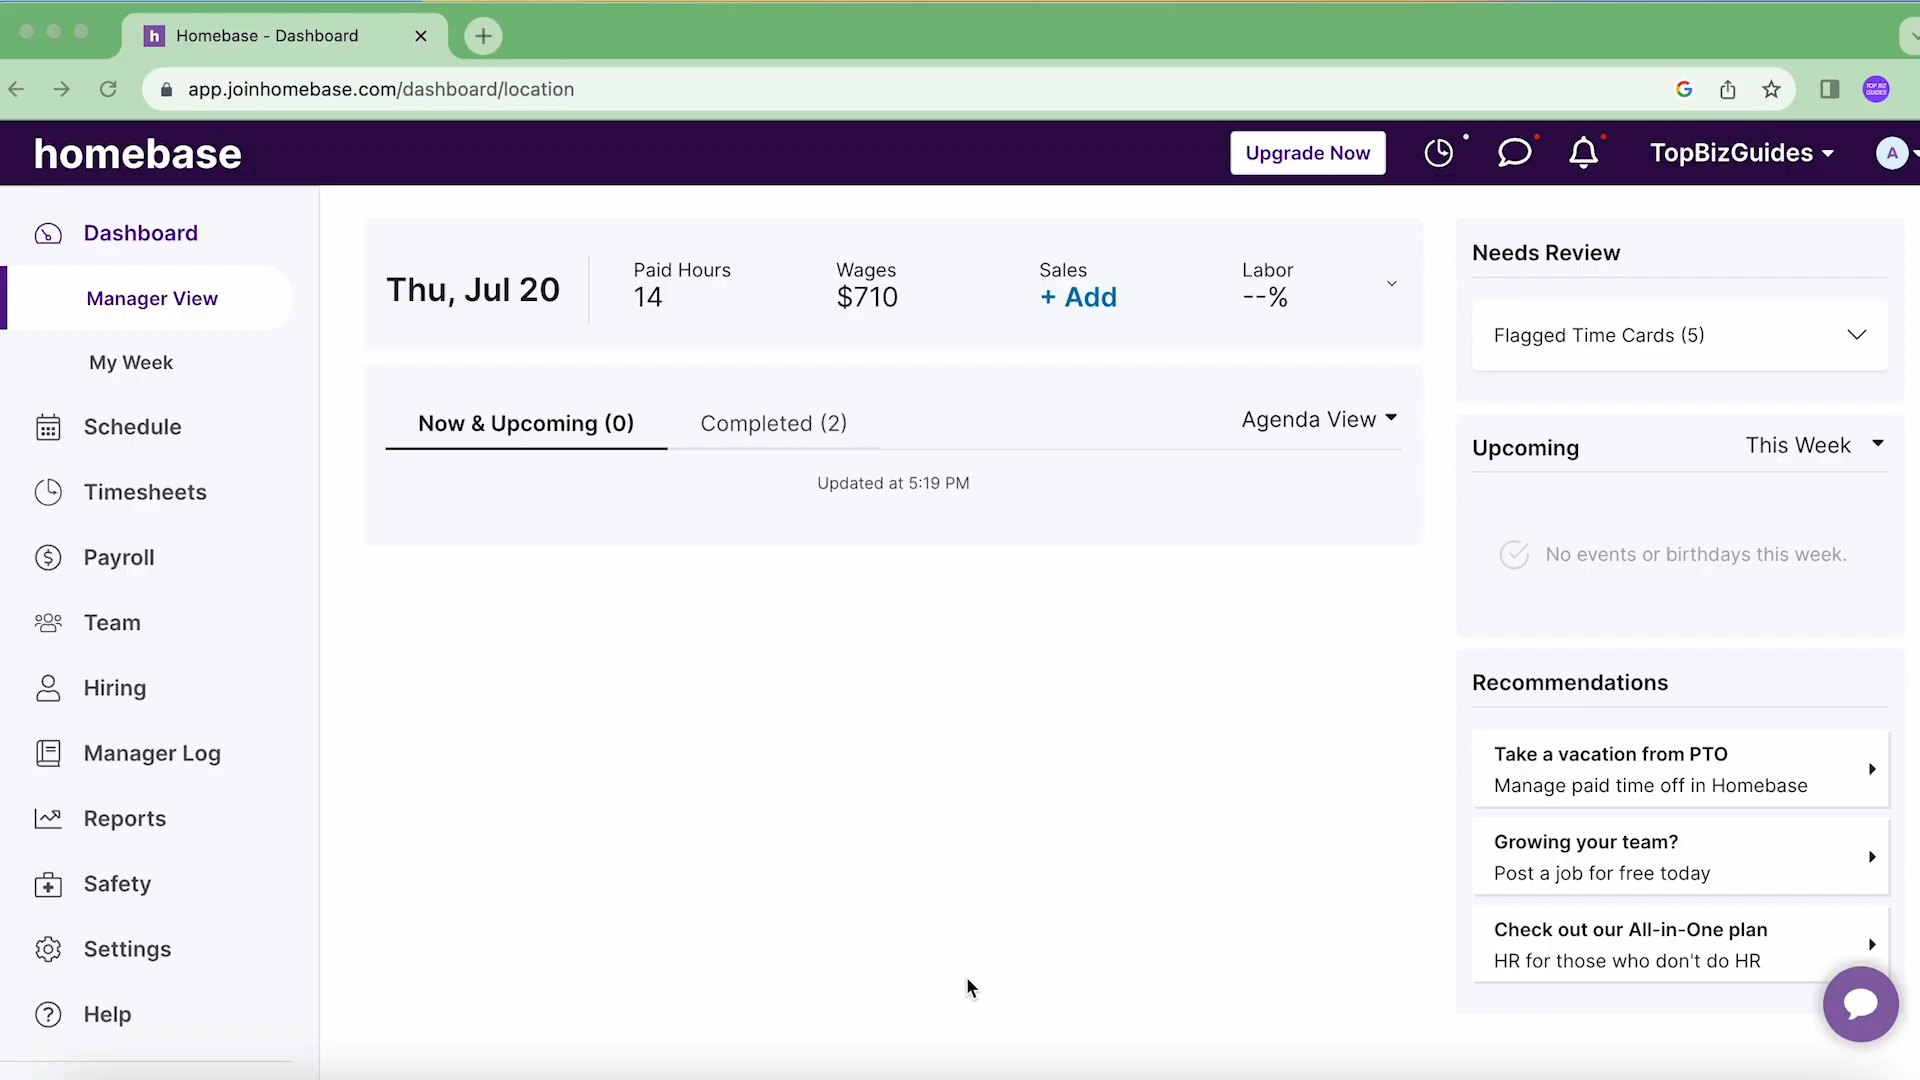 h Homebase - Dashboard
app.joinhomebase.com/dashboard/location
TOP BIZ
GUIDES
homebase
Upgrade Now
TopBizGuides
A
Dashboard
Manager View
My Week
Schedule
Timesheets
Payroll
Team
Hiring
Manager Log
Reports
Safety
Settings
Help
Thu, Jul 20
Paid Hours
14
Wages
$710
Sales
+ Add
Labor
--%
Now & Upcoming (0)
Completed (2)
Agenda View
Updated at 5:19 PM
Needs Review
Flagged Time Cards (5)
Upcoming
This Week
No events or birthdays this week.
Recommendations
Take a vacation from PTO
Manage paid time off in Homebase
Growing your team?
Post a job for free today
Check out our All-in-One plan
HR for those who don't do HR